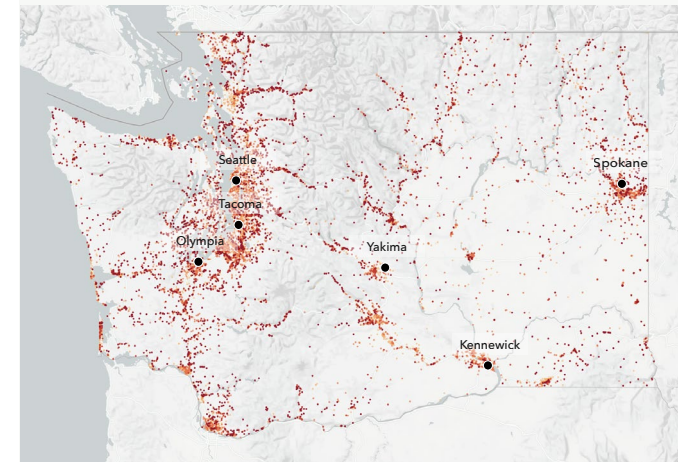 Seattle
Spokane
Tacoma
Olympia
Yakima
Kennewick